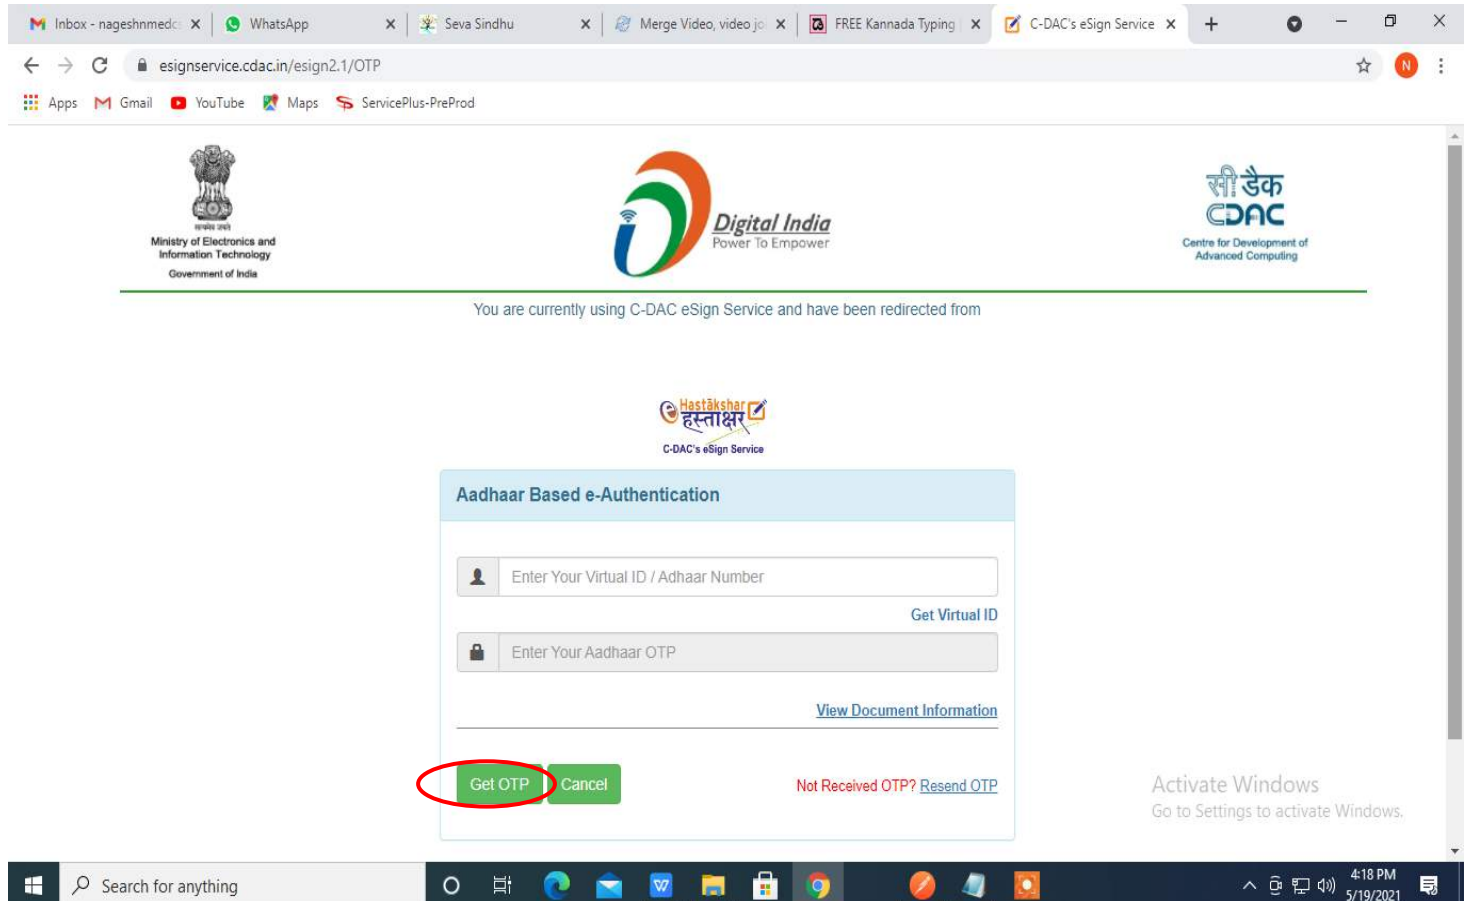 Inbox - nageshnmedc
WhatsApp
Seva Sindhu
Merge Video, video jo
FREE Kannada Typing
C-DAC's eSign Service
esignservice.cdac.in/esign2.1/OTP
N
Apps
Gmail
YouTube
Maps
ServicePlus-PreProd
Ministry of Electronics and
Information Technology
Government of India
Digital India
Power To Empower
सी डैक
CDAC
Centre for Development of
Advanced Computing
You are currently using C-DAC eSign Service and have been redirected from
e Hastākshar
हस्ताक्षर
C-DAC's eSign Service
Aadhaar Based e-Authentication
Enter Your Virtual ID / Adhaar Number
Get Virtual ID
Enter Your Aadhaar OTP
View Document Information
Get OTP
Cancel
Not Received OTP? Resend OTP
Activate Windows
Go to Settings to activate Windows.
Search for anything
4:18 PM
5/19/2021